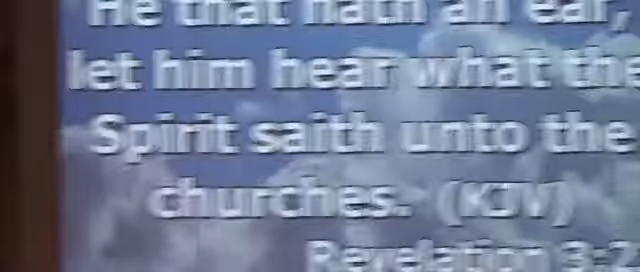 He that hath an ear,
let him hear what the
Spirit saith unto the
churches. (KJV)
Revelation 3:2